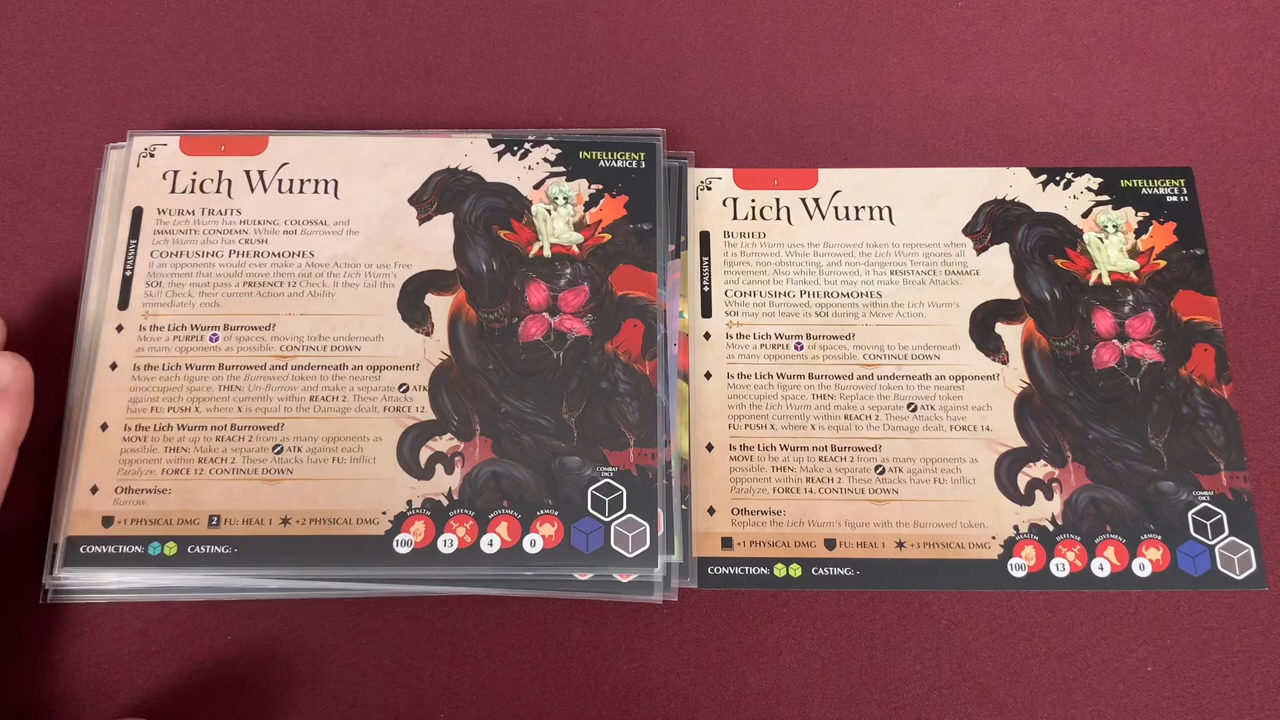 I
INTELLIGENT
AVARICE 3
Lich Wurm
PASSIVE
WURM TRAITS
The Lich Wurm has HULKING, COLOSSAL, and
IMMUNITY: CONDEMN. While not Burrowed the
Lich Wurm also has CRUSH.
CONFUSING PHEROMONES
If an opponents would ever make a Move Action or use Free
Movement that would move them out of the Lich Wurm's
SOI, they must pass a PRESENCE 12 Check. If they fail this
Skill Check, their current Action and Ability
immediately ends.
Is the Lich Wurm Burrowed?
Move a PURPLE of spaces, moving to be underneath
as many opponents as possible. CONTINUE DOWN
Is the Lich Wurm Burrowed and underneath an opponent?
Move each figure on the Burrowed token to the nearest
unoccupied space. THEN: Un-Burrow and make a separate ATK
against each opponent currently within REACH 2. These Attacks
have FU: PUSH X, where X is equal to the Damage dealt, FORCE 12
Is the Lich Wurm not Burrowed?
MOVE to be at up to REACH 2 from as many opponents as
possible. THEN: Make a separate ATK against each
opponent within REACH 2. These Attacks have FU: Inflict
Paralyze, FORCE 12. CONTINUE DOWN
Otherwise:
Burrow.
+1 PHYSICAL DMG 2 FU: HEAL 1 +2 PHYSICAL DMG
HEALTH DEFENSE MOVEMENT ARMOR
100 13 4 0
COMBAT
DICE
CONVICTION: CASTING: -
I
INTELLIGENT
AVARICE 3
DR 11
Lich Wurm
PASSIVE
BURIED
The Lich Wurm uses the Burrowed token to represent when
it is Burrowed. While Burrowed, the Lich Wurm ignores all
figures, non-obstructing, and non-dangerous Terrain during
movement. Also while Burrowed, it has RESISTANCE : DAMAGE
and cannot be Flanked, but may not make Break Attacks.
CONFUSING PHEROMONES
While not Burrowed, opponents within the Lich Wurm's
SOI may not leave its SOI during a Move Action.
Is the Lich Wurm Burrowed?
Move a PURPLE of spaces, moving to be underneath
as many opponents as possible. CONTINUE DOWN
Is the Lich Wurm Burrowed and underneath an opponent?
Move each figure on the Burrowed token to the nearest
unoccupied space. THEN: Replace the Burrowed token
with the Lich Wurm and make a separate ATK against each
opponent currently within REACH 2. These Attacks have
FU: PUSH X, where X is equal to the Damage dealt, FORCE 14.
Is the Lich Wurm not Burrowed?
MOVE to be at up to REACH 2 from as many opponents as
possible. THEN: Make a separate ATK against each
opponent within REACH 2. These Attacks have FU: Inflict
Paralyze, FORCE 14. CONTINUE DOWN
Otherwise:
Replace the Lich Wurm's figure with the Burrowed token.
+1 PHYSICAL DMG FU: HEAL 1 +3 PHYSICAL DMG
HEALTH DEFENSE MOVEMENT ARMOR
100 13 4 0
COMBAT
DICE
CONVICTION: CASTING: -